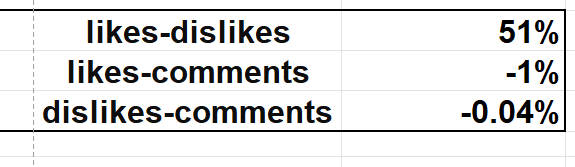 likes-dislikes 51%
likes-comments -1%
dislikes-comments -0.04%